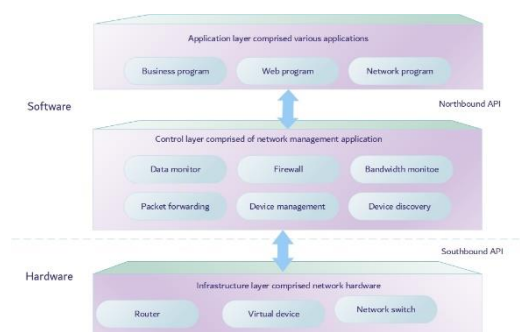 Application layer comprised various applications
Business program
Web program
Network program
Software
Northbound API
Control layer comprised of network management application
Data monitor
Firewall
Bandwidth monitoe
Packet forwarding
Device management
Device discovery
Southbound API
Hardware
Infrastructure layer comprised network hardware
Router
Virtual device
Network switch